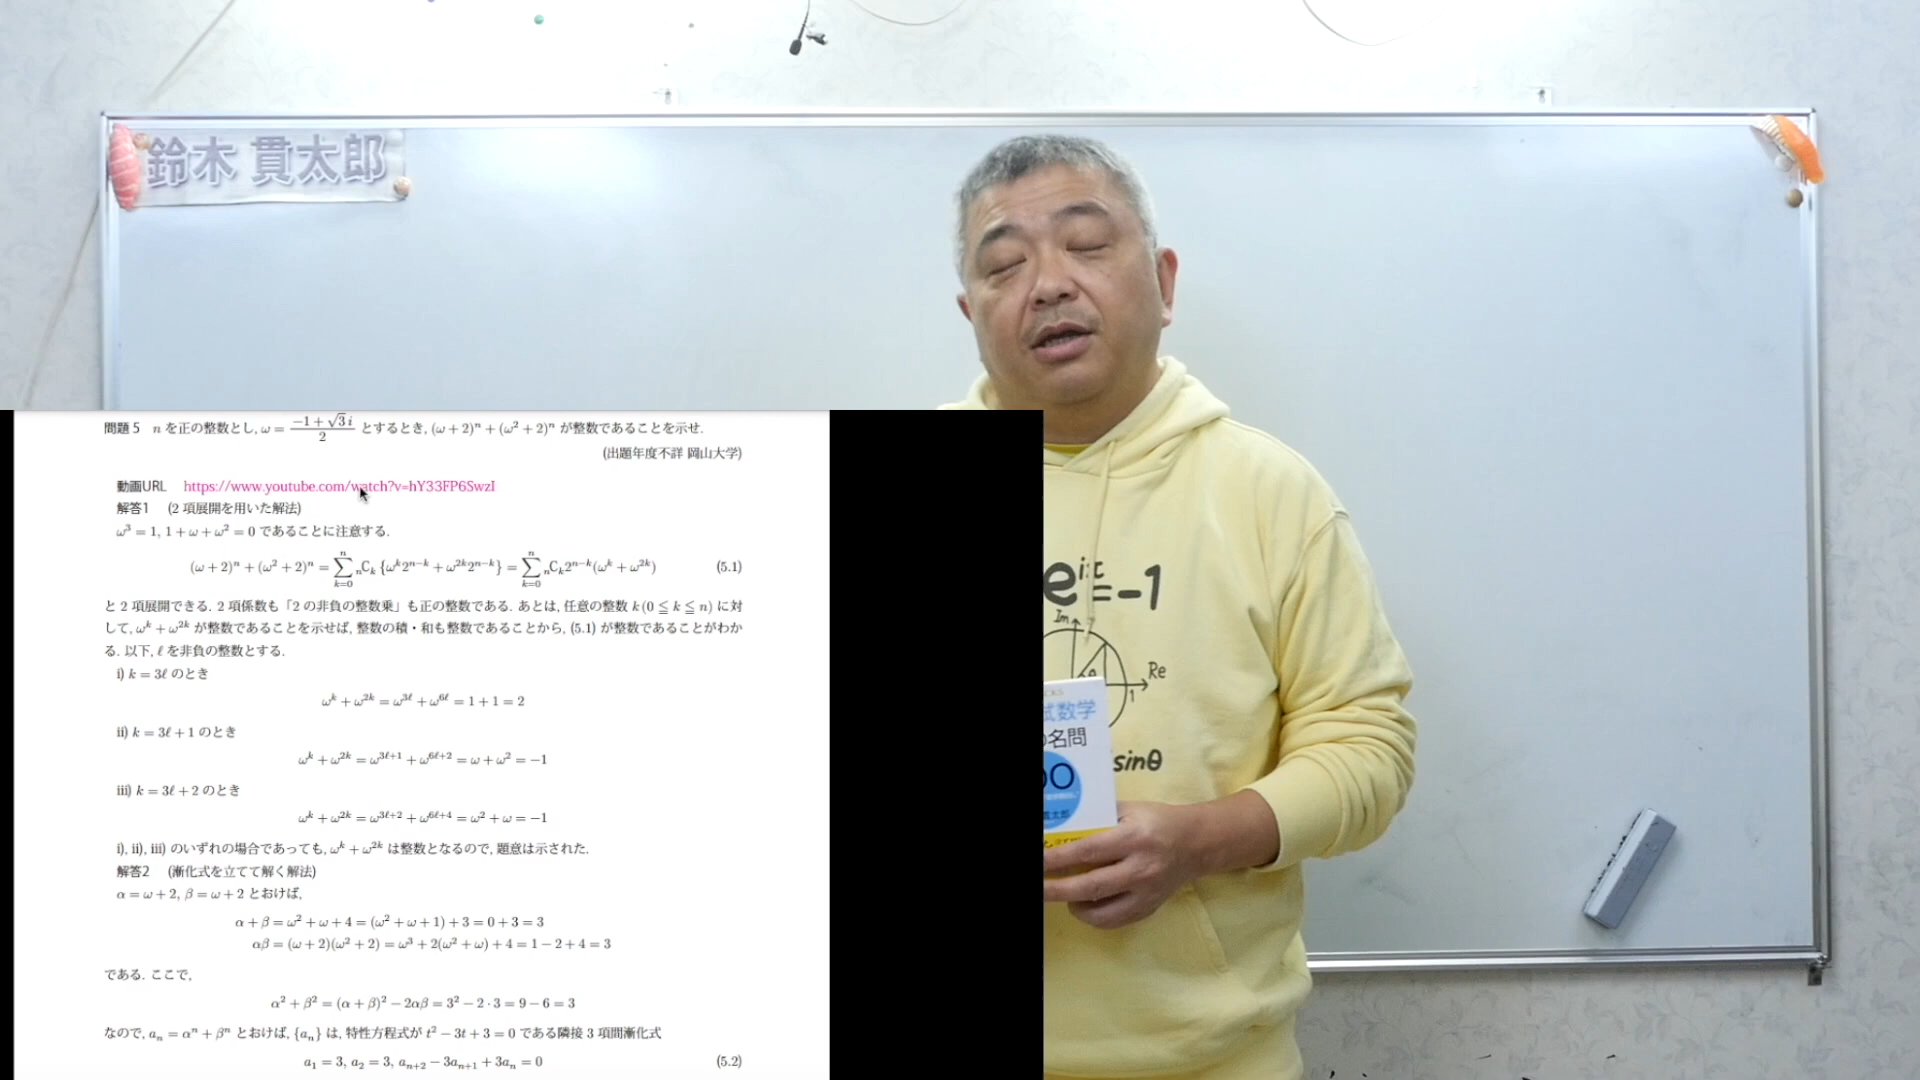 鈴木 貫太郎
問題 5 n を正の整数とし, ω = \frac{-1+√3 i}{2} とするとき, (ω + 2)^n + (ω^2 + 2)^n が整数であることを示せ.
(出題年度不詳 岡山大学)
動画URL https://www.youtube.com/watch?v=hY33FP6SwzI
解答1 (2 項展開を用いた解法)
ω^3 = 1, 1 + ω + ω^2 = 0 であることに注意する.
(ω + 2)^n + (ω^2 + 2)^n = \sum_{k=0}^{n} {}_nC_k {ω^k 2^{n−k} + ω^{2k} 2^{n−k}} = \sum_{k=0}^{n} {}_nC_k 2^{n−k}(ω^k + ω^{2k}) (5.1)
と 2 項展開できる. 2 項係数も「2 の非負の整数乗」も正の整数である. あとは, 任意の整数 k (0 ≦ k ≦ n) に対
して, ω^k + ω^{2k} が整数であることを示せば, 整数の積・和も整数であることから, (5.1) が整数であることがわか
る. 以下, ℓ を非負の整数とする.
i) k = 3ℓ のとき
ω^k + ω^{2k} = ω^{3ℓ} + ω^{6ℓ} = 1 + 1 = 2
ii) k = 3ℓ + 1 のとき
ω^k + ω^{2k} = ω^{3ℓ+1} + ω^{6ℓ+2} = ω + ω^2 = −1
iii) k = 3ℓ + 2 のとき
ω^k + ω^{2k} = ω^{3ℓ+2} + ω^{6ℓ+4} = ω^2 + ω = −1
i), ii), iii) のいずれの場合であっても, ω^k + ω^{2k} は整数となるので, 題意は示された.
解答2 (漸化式を立てて解く解法)
α = ω + 2, β = ω + 2 とおけば,
α + β = ω^2 + ω + 4 = (ω^2 + ω + 1) + 3 = 0 + 3 = 3
αβ = (ω + 2)(ω^2 + 2) = ω^3 + 2(ω^2 + ω) + 4 = 1 − 2 + 4 = 3
である. ここで,
α^2 + β^2 = (α + β)^2 − 2αβ = 3^2 − 2 · 3 = 9 − 6 = 3
なので, a_n = α^n + β^n とおけば, {a_n} は, 特性方程式が t^2 − 3t + 3 = 0 である隣接 3 項間漸化式
a_1 = 3, a_2 = 3, a_{n+2} − 3a_{n+1} + 3a_n = 0 (5.2)
=-1
Im
Re
1
試数学
名問
sinθ